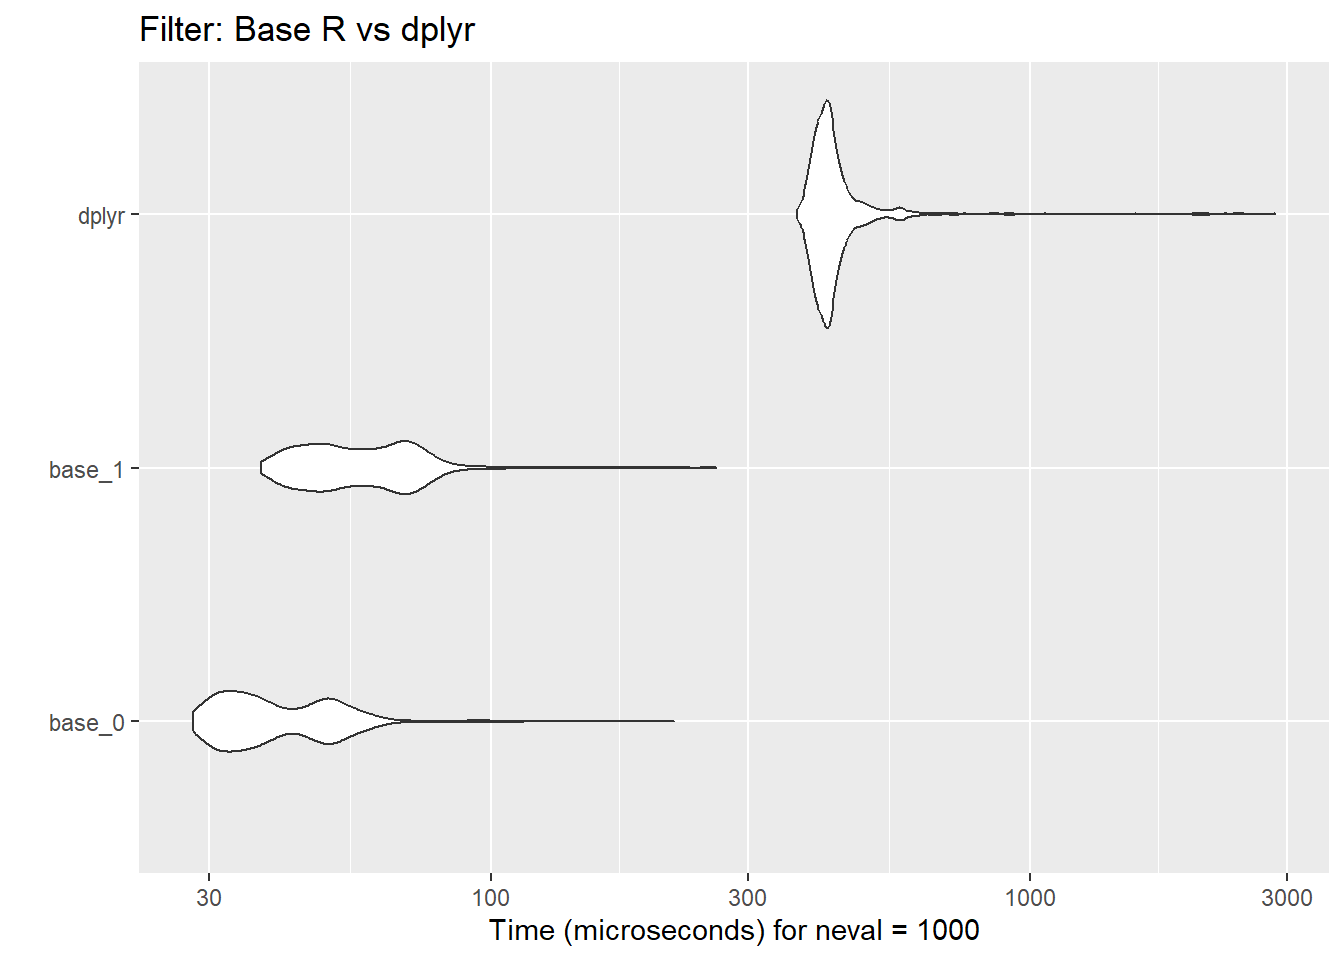 Filter: Base R vs dplyr
dplyr
base_1
base_0
30 100 300 1000 3000
Time (microseconds) for neval = 1000